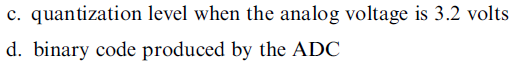 c. quantization level when the analog voltage is 3.2 volts
d. binary code produced by the ADC